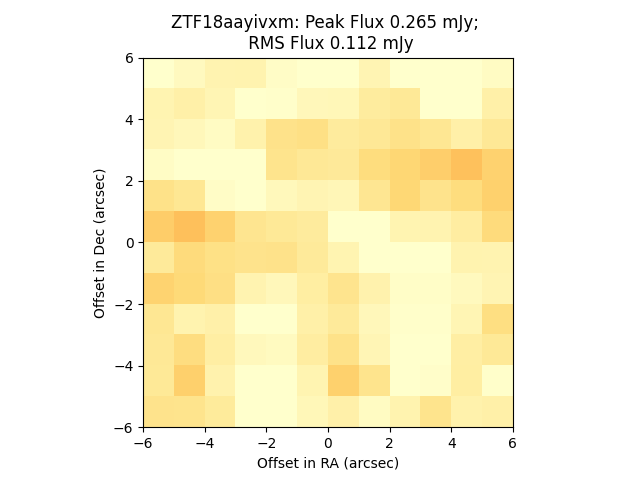 ZTF18aayivxm: Peak Flux 0.265 mJy;
RMS Flux 0.112 mJy
6
4
2
0
−2
−4
−6
Offset in Dec (arcsec)
−6 −4 −2 0 2 4 6
Offset in RA (arcsec)